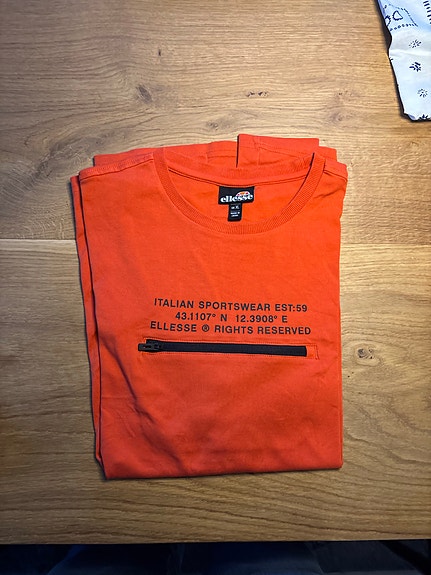 ellesse
ITALIAN SPORTSWEAR EST:59
43.1107° N 12.3908° E
ELLESSE ® RIGHTS RESERVED